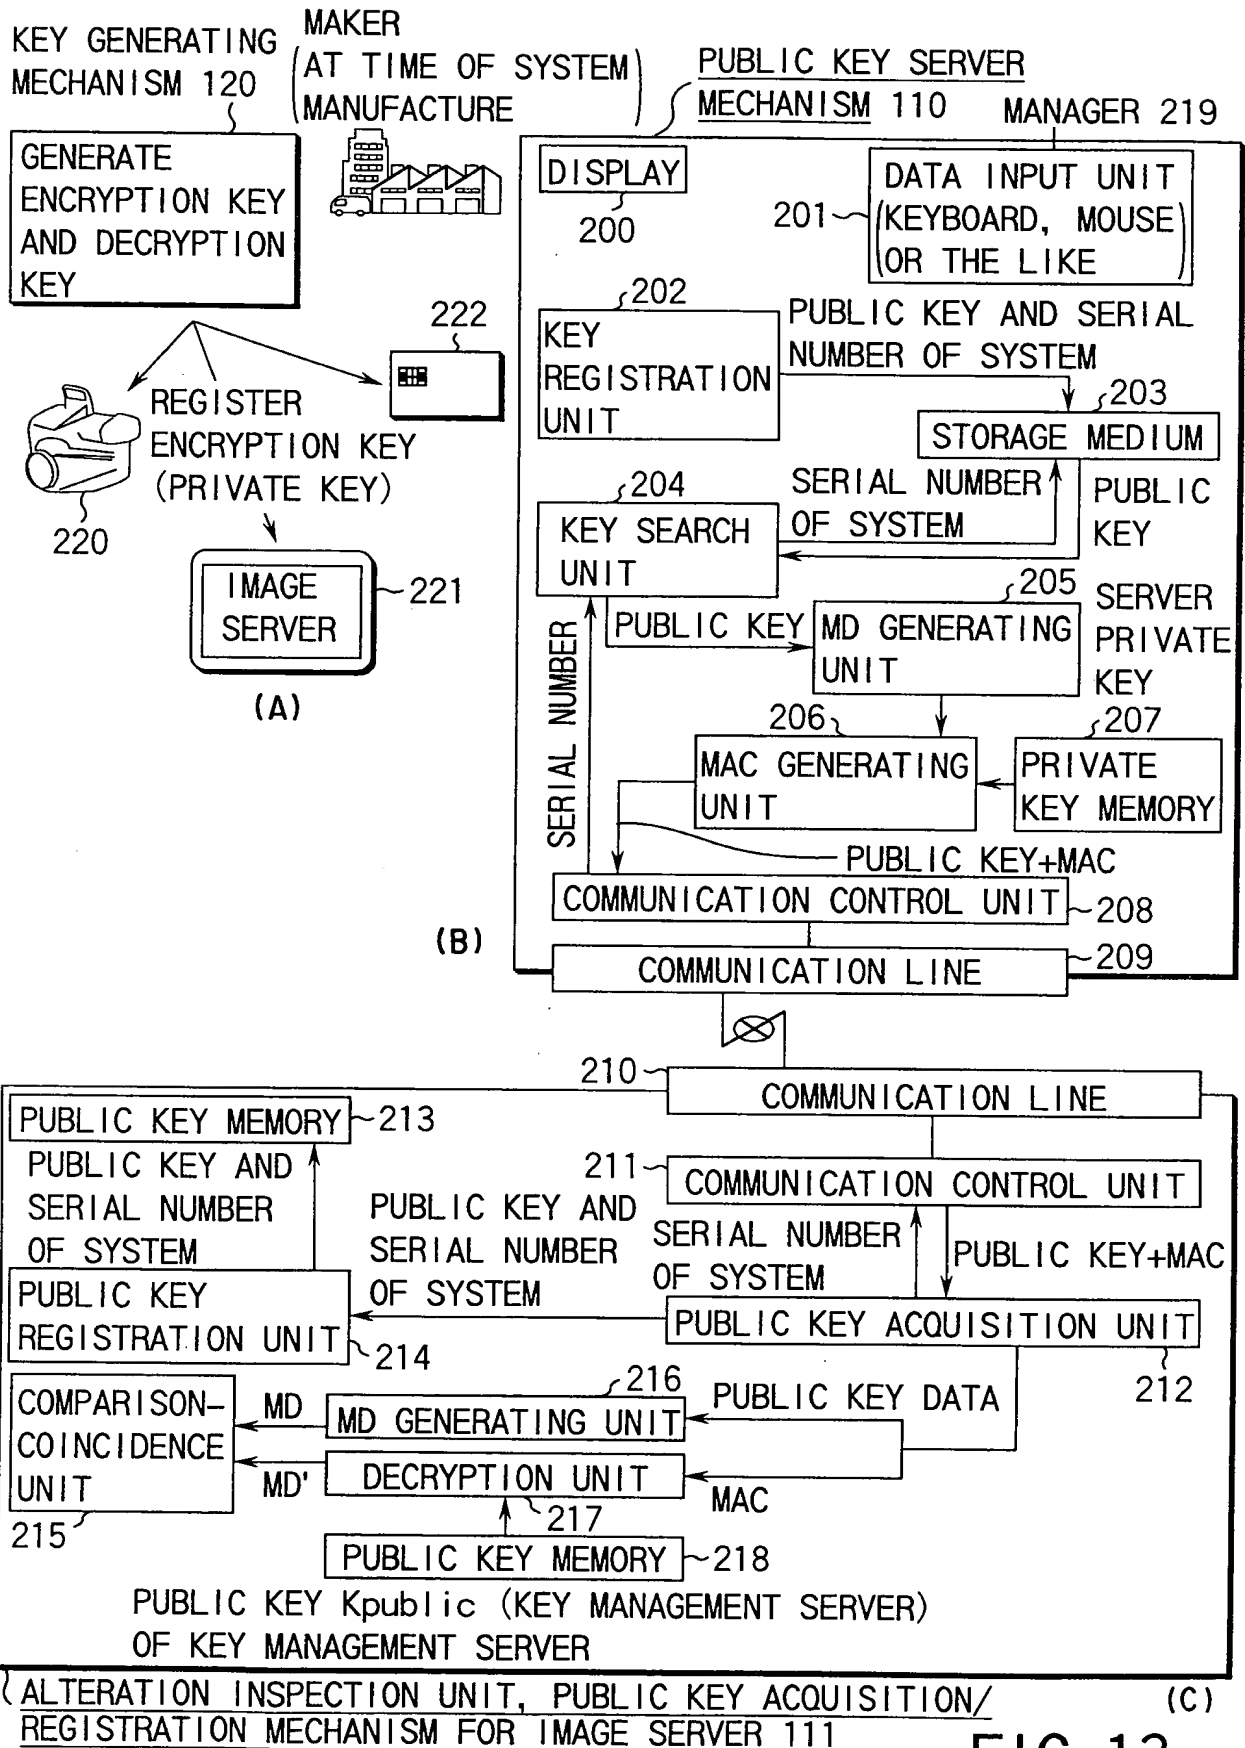 KEY GENERATING
MECHANISM 120
MAKER
(AT TIME OF SYSTEM
MANUFACTURE)
PUBLIC KEY SERVER
MECHANISM 110
MANAGER 219
GENERATE
ENCRYPTION KEY
AND DECRYPTION
KEY
222
REGISTER
ENCRYPTION KEY
(PRIVATE KEY)
220
IMAGE
SERVER
221
(A)
DISPLAY
200
DATA INPUT UNIT
(KEYBOARD, MOUSE
OR THE LIKE)
201
202
KEY
REGISTRATION
UNIT
PUBLIC KEY AND SERIAL
NUMBER OF SYSTEM
203
STORAGE MEDIUM
204
KEY SEARCH
UNIT
SERIAL NUMBER
OF SYSTEM
PUBLIC
KEY
205
PUBLIC KEY
MD GENERATING
UNIT
SERVER
PRIVATE
KEY
SERIAL NUMBER
206
MAC GENERATING
UNIT
207
PRIVATE
KEY MEMORY
PUBLIC KEY+MAC
COMMUNICATION CONTROL UNIT
208
(B)
COMMUNICATION LINE
209
210
COMMUNICATION LINE
PUBLIC KEY MEMORY
213
211
COMMUNICATION CONTROL UNIT
PUBLIC KEY AND
SERIAL NUMBER
OF SYSTEM
PUBLIC KEY AND
SERIAL NUMBER
OF SYSTEM
SERIAL NUMBER
OF SYSTEM
PUBLIC KEY+MAC
PUBLIC KEY
REGISTRATION UNIT
214
PUBLIC KEY ACQUISITION UNIT
212
COMPARISON-
COINCIDENCE
UNIT
215
MD
216
MD GENERATING UNIT
PUBLIC KEY DATA
MD'
DECRYPTION UNIT
217
MAC
PUBLIC KEY MEMORY
218
PUBLIC KEY Kpublic (KEY MANAGEMENT SERVER)
OF KEY MANAGEMENT SERVER
ALTERATION INSPECTION UNIT, PUBLIC KEY ACQUISITION/
REGISTRATION MECHANISM FOR IMAGE SERVER 111
(C)